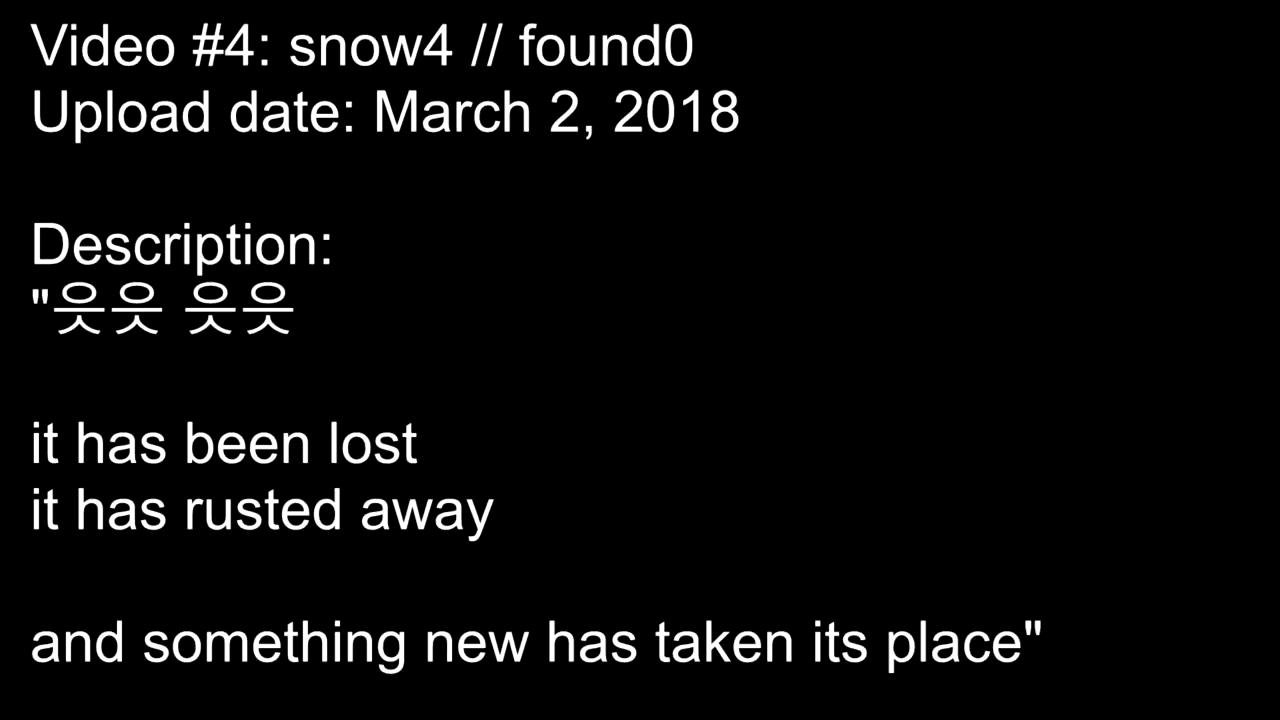 Video #4: snow4 // found0
Upload date: March 2, 2018
Description:
"웃웃 웃웃
it has been lost
it has rusted away
and something new has taken its place"